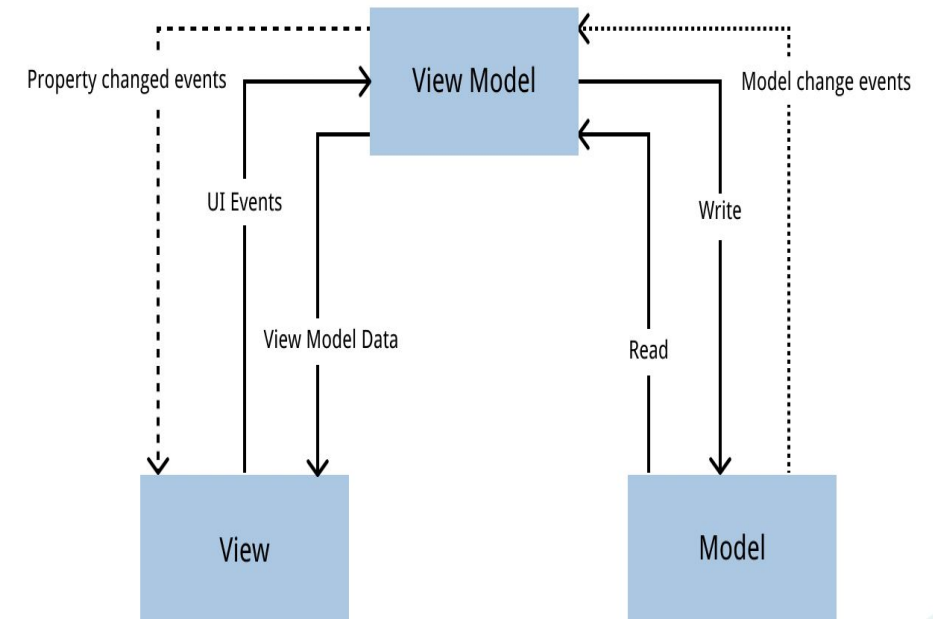 View Model
Property changed events
Model change events
UI Events
Write
View Model Data
Read
View
Model